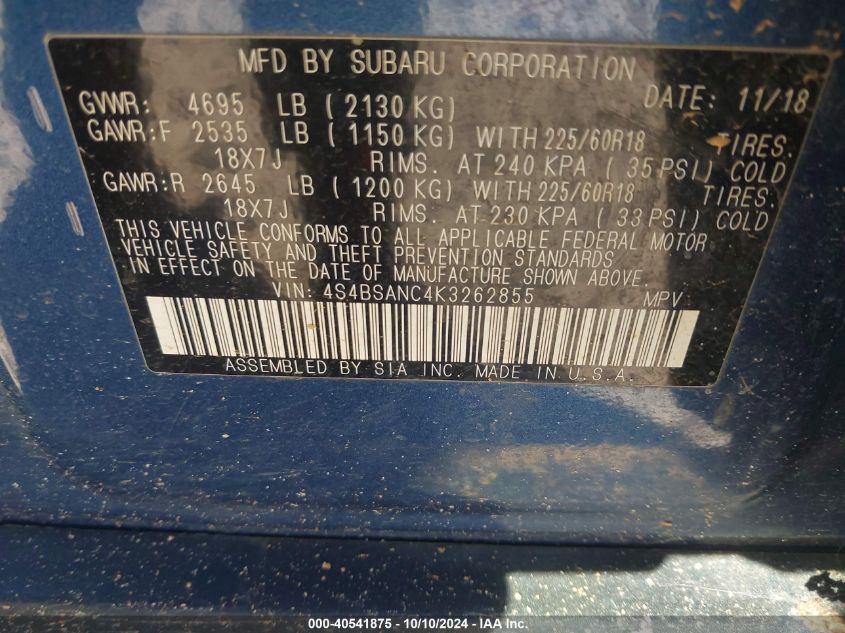 MFD BY SUBARU CORPORATION
GVWR: 4695 LB (2130 KG) DATE: 11/18
GAWR:F 2535 LB (1150 KG) WITH 225/60R18 TIRES.
18X7J RIMS. AT 240 KPA (35 PSI) COLD
GAWR:R 2645 LB (1200 KG) WITH 225/60R18 TIRES.
18X7J RIMS. AT 230 KPA (33 PSI) COLD
THIS VEHICLE CONFORMS TO ALL APPLICABLE FEDERAL MOTOR
VEHICLE SAFETY AND THEFT PREVENTION STANDARDS
IN EFFECT ON THE DATE OF MANUFACTURE SHOWN ABOVE.
VIN: 4S4BSANC4K3262855 MPV
ASSEMBLED BY SIA INC. MADE IN U.S.A.
000-40541875 - 10/10/2024 - IAA Inc.